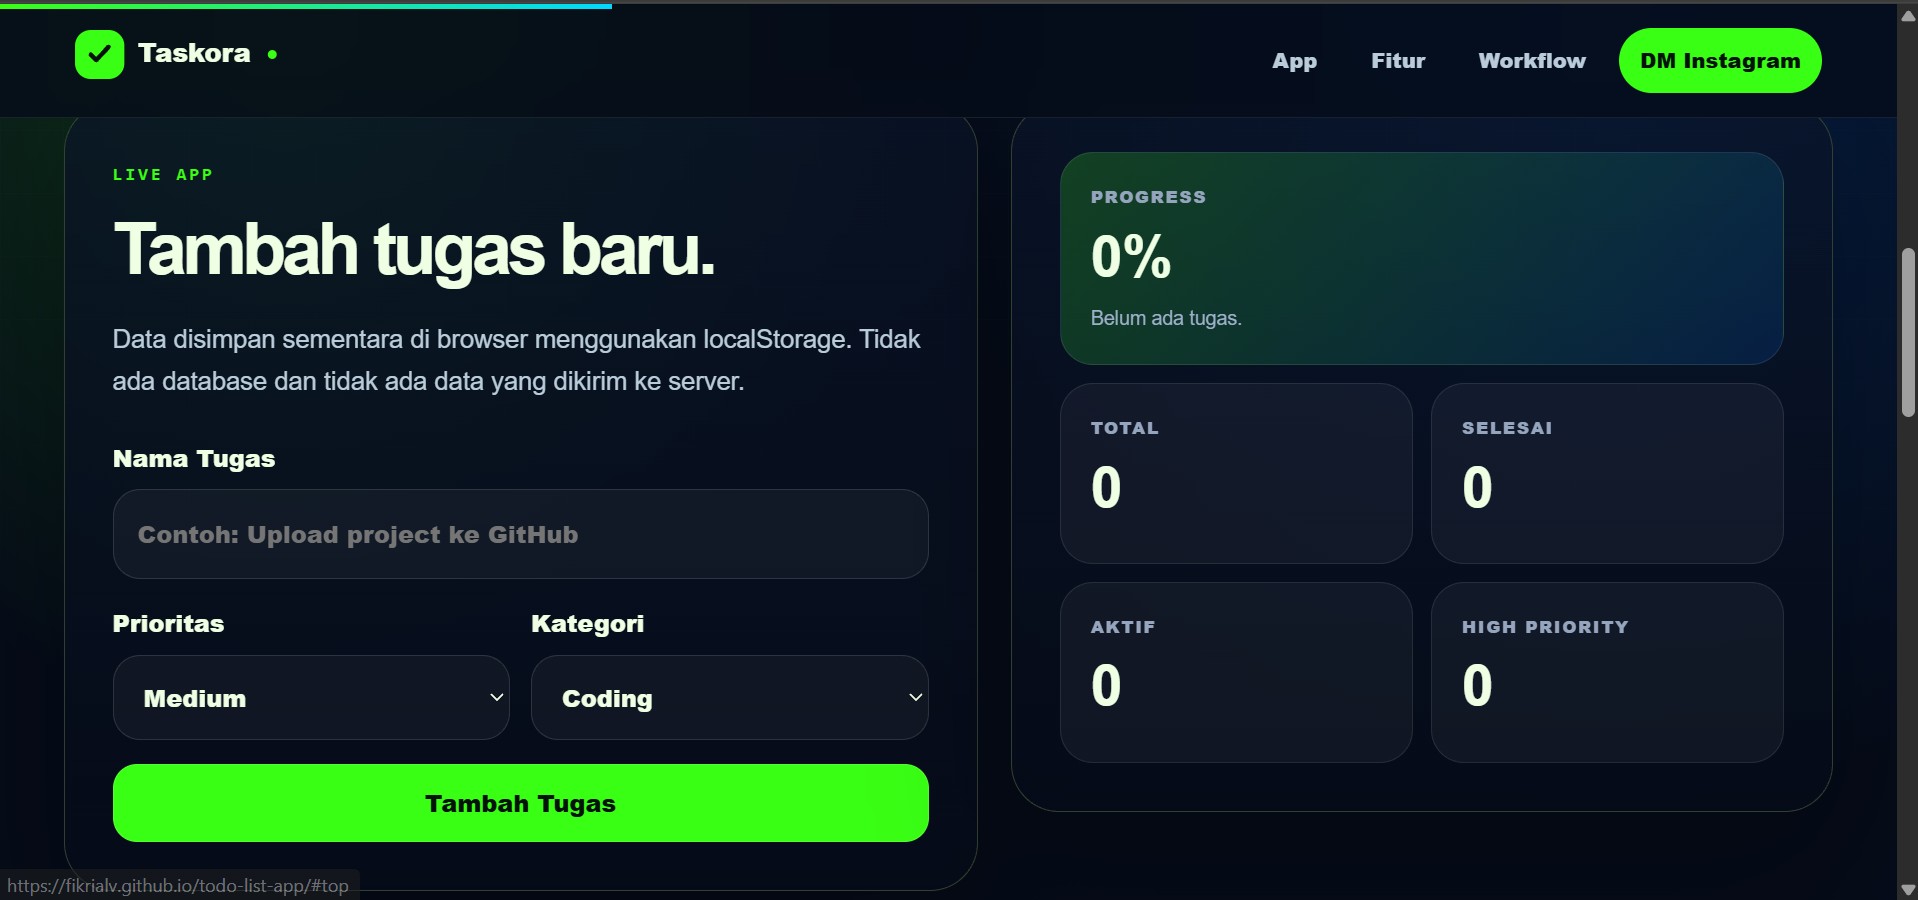 Taskora
App
Fitur
Workflow
DM Instagram
LIVE APP
Tambah tugas baru.
Data disimpan sementara di browser menggunakan localStorage. Tidak
ada database dan tidak ada data yang dikirim ke server.
Nama Tugas
Contoh: Upload project ke GitHub
Prioritas
Kategori
Medium
Coding
Tambah Tugas
PROGRESS
0%
Belum ada tugas.
TOTAL
0
SELESAI
0
AKTIF
0
HIGH PRIORITY
0
https://fikrialv.github.io/todo-list-app/#top